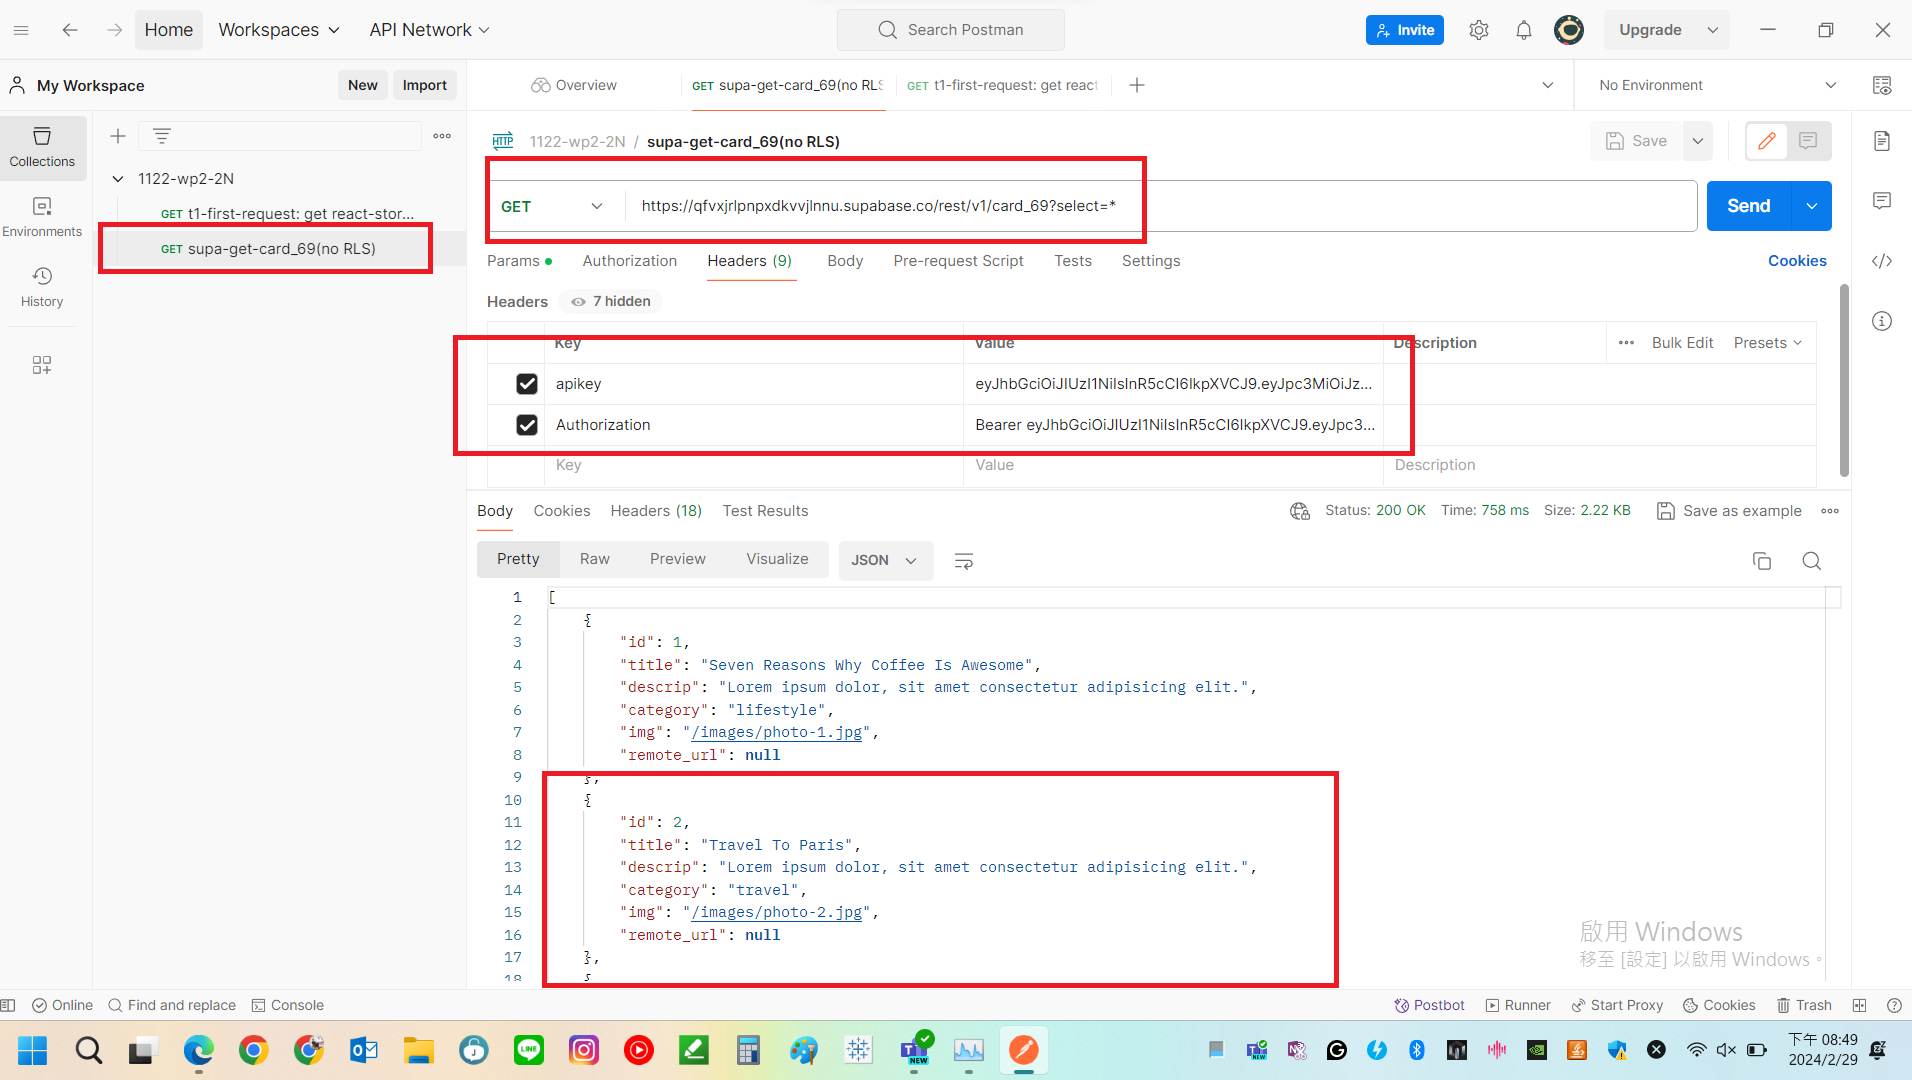 Home
Workspaces
API Network
Search Postman
Invite
Upgrade
My Workspace
New
Import
Overview
GET supa-get-card_69(no RLS
GET t1-first-request: get react
No Environment
Collections
Environments
History
1122-wp2-2N
GET t1-first-request: get react-stor...
GET supa-get-card_69(no RLS)
HTTP 1122-wp2-2N / supa-get-card_69(no RLS)
Save
GET
https://qfvxjrlpnpxdkvvjlnnu.supabase.co/rest/v1/card_69?select=*
Send
Params
Authorization
Headers (9)
Body
Pre-request Script
Tests
Settings
Cookies
Headers
7 hidden
Key
Value
Description
Bulk Edit
Presets
apikey
eyJhbGciOiJIUzI1NiIsInR5cCI6IkpXVCJ9.eyJpc3MiOiJz...
Authorization
Bearer eyJhbGciOiJIUzI1NiIsInR5cCI6IkpXVCJ9.eyJpc3...
Key
Value
Description
Body
Cookies
Headers (18)
Test Results
Status: 200 OK
Time: 758 ms
Size: 2.22 KB
Save as example
Pretty
Raw
Preview
Visualize
JSON
1 [
2 {
3 "id": 1,
4 "title": "Seven Reasons Why Coffee Is Awesome",
5 "descrip": "Lorem ipsum dolor, sit amet consectetur adipisicing elit.",
6 "category": "lifestyle",
7 "img": "/images/photo-1.jpg",
8 "remote_url": null
9 },
10 {
11 "id": 2,
12 "title": "Travel To Paris",
13 "descrip": "Lorem ipsum dolor, sit amet consectetur adipisicing elit.",
14 "category": "travel",
15 "img": "/images/photo-2.jpg",
16 "remote_url": null
17 },
18 {
啟用 Windows
移至 [設定] 以啟用 Windows。
Online
Find and replace
Console
Postbot
Runner
Start Proxy
Cookies
Trash
LINE
NEW
下午 08:49
2024/2/29